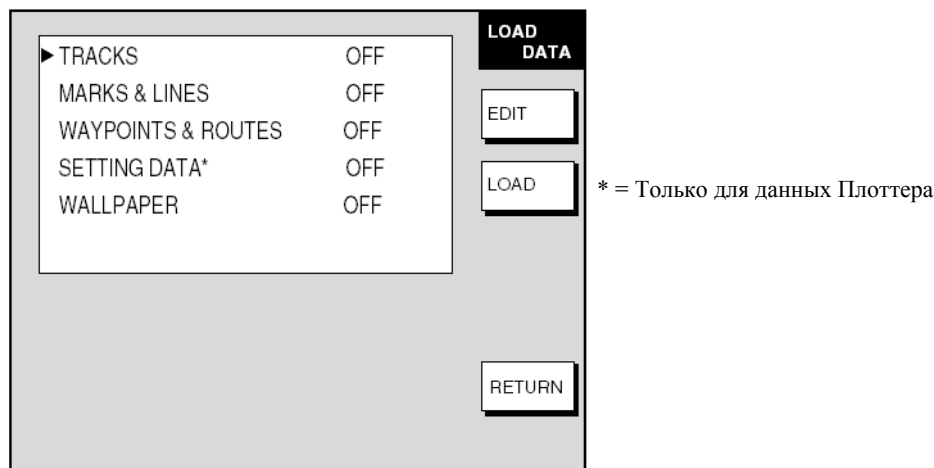 TRACKS OFF
MARKS & LINES OFF
WAYPOINTS & ROUTES OFF
SETTING DATA* OFF
WALLPAPER OFF
LOAD
DATA
EDIT
LOAD
RETURN
* = Только для данных Плоттера